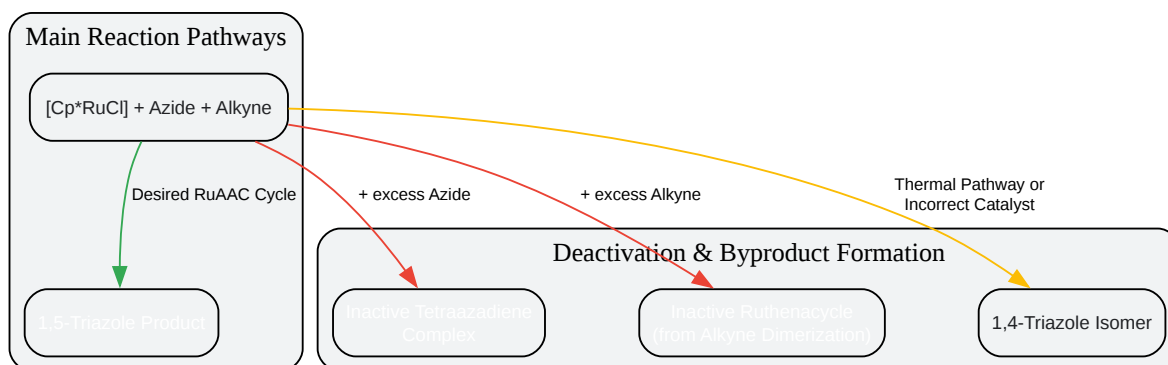 Main Reaction Pathways
[Cp*RuCl] + Azide + Alkyne
Desired RuAAC Cycle
+ excess Azide
+ excess Alkyne
Thermal Pathway or
Incorrect Catalyst
Deactivation & Byproduct Formation
1,5-Triazole Product
Inactive Tetraazadiene
Complex
Inactive Ruthenacycle
(from Alkyne Dimerization)
1,4-Triazole Isomer